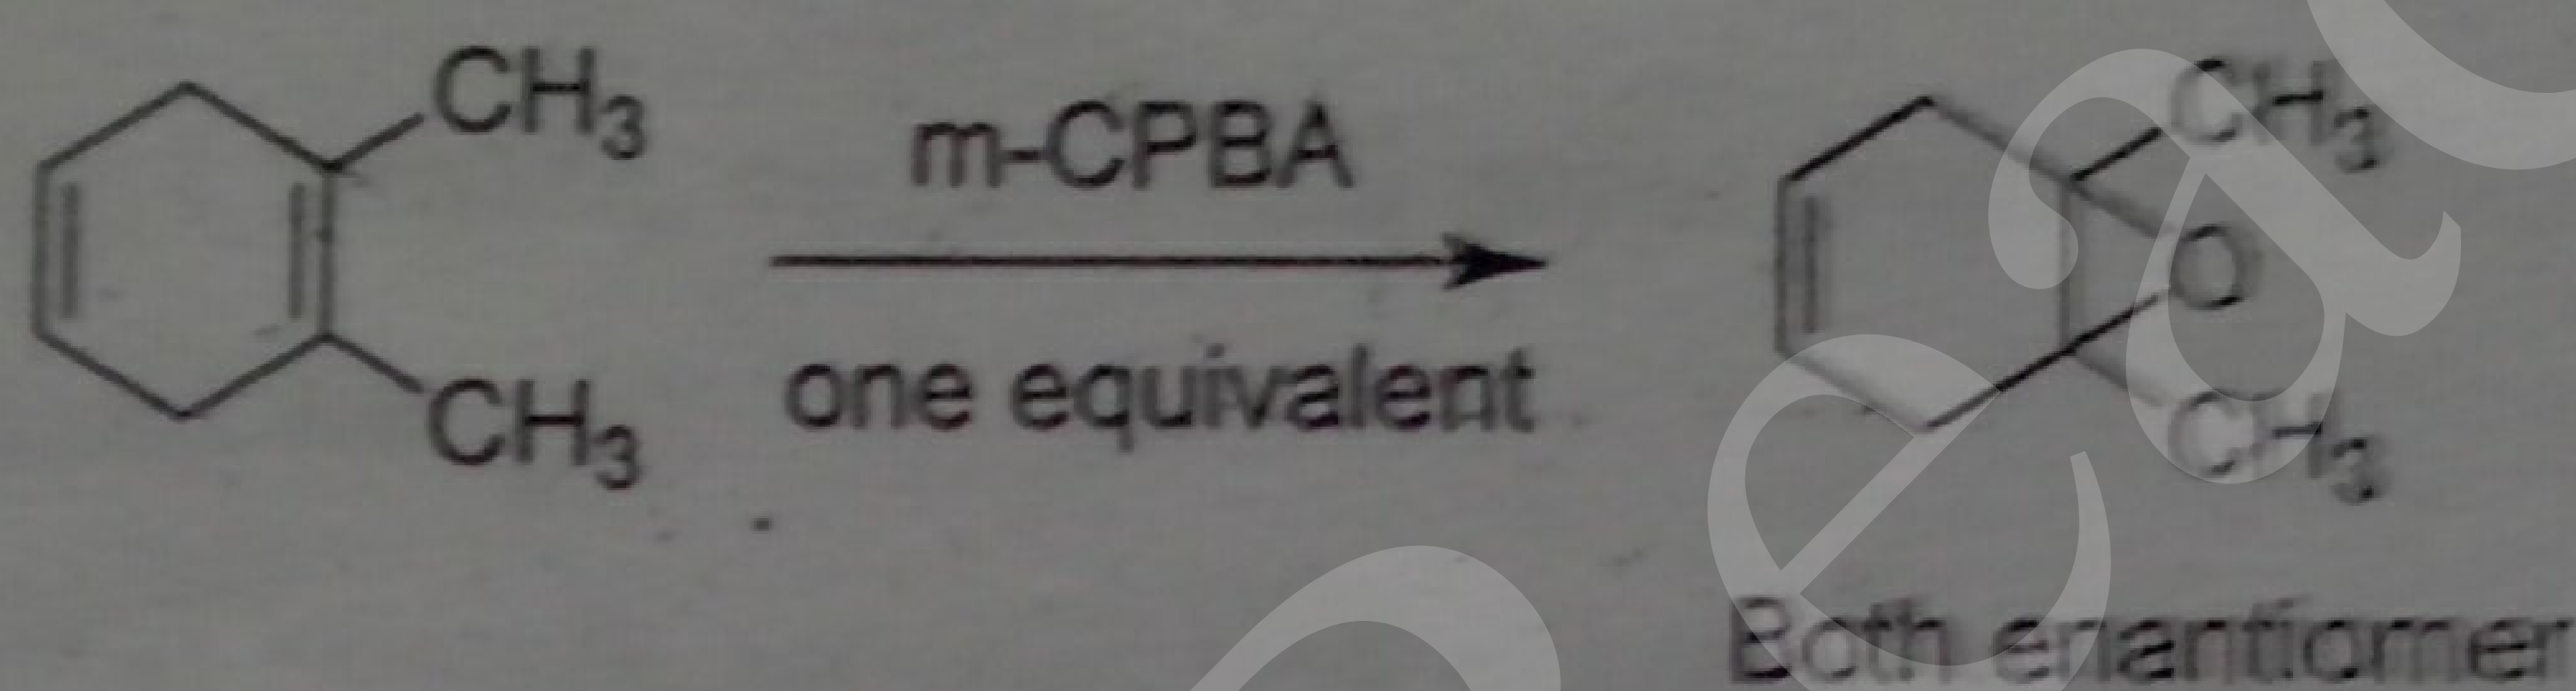 CH3
CH3
m-CPBA
one equivalent
CH3
O
CH3
Both enantiomer